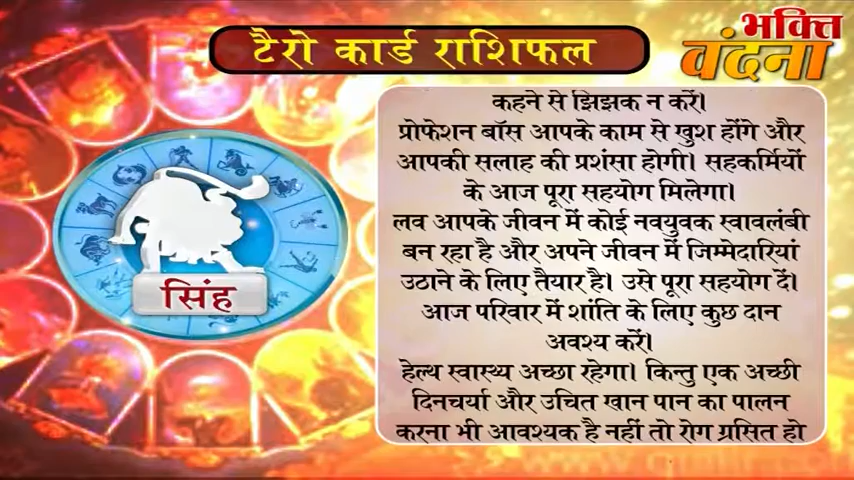 टैरो कार्ड राशिफल
भक्ति
वंदना
कहने से झिझक न करें।
प्रोफेशन बॉस आपके काम से खुश होंगे और
आपकी सलाह की प्रशंसा होगी। सहकर्मियों
के आज पूरा सहयोग मिलेगा।
लव आपके जीवन में कोई नवयुवक स्वावलंबी
बन रहा है और अपने जीवन में जिम्मेदारियां
उठाने के लिए तैयार है। उसे पूरा सहयोग दें।
आज परिवार में शांति के लिए कुछ दान
अवश्य करें।
हेल्थ स्वास्थ्य अच्छा रहेगा। किन्तु एक अच्छी
दिनचर्या और उचित खान पान का पालन
करना भी आवश्यक है नहीं तो रोग ग्रसित हो
सिंह